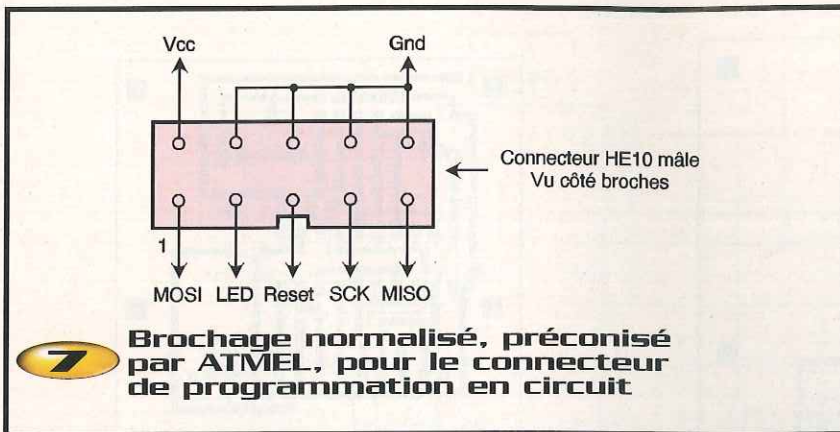 Vcc
Gnd
Connecteur HE10 mâle
Vu côté broches
1
MOSI LED Reset SCK MISO
7
Brochage normalisé, préconisé
par ATMEL, pour le connecteur
de programmation en circuit